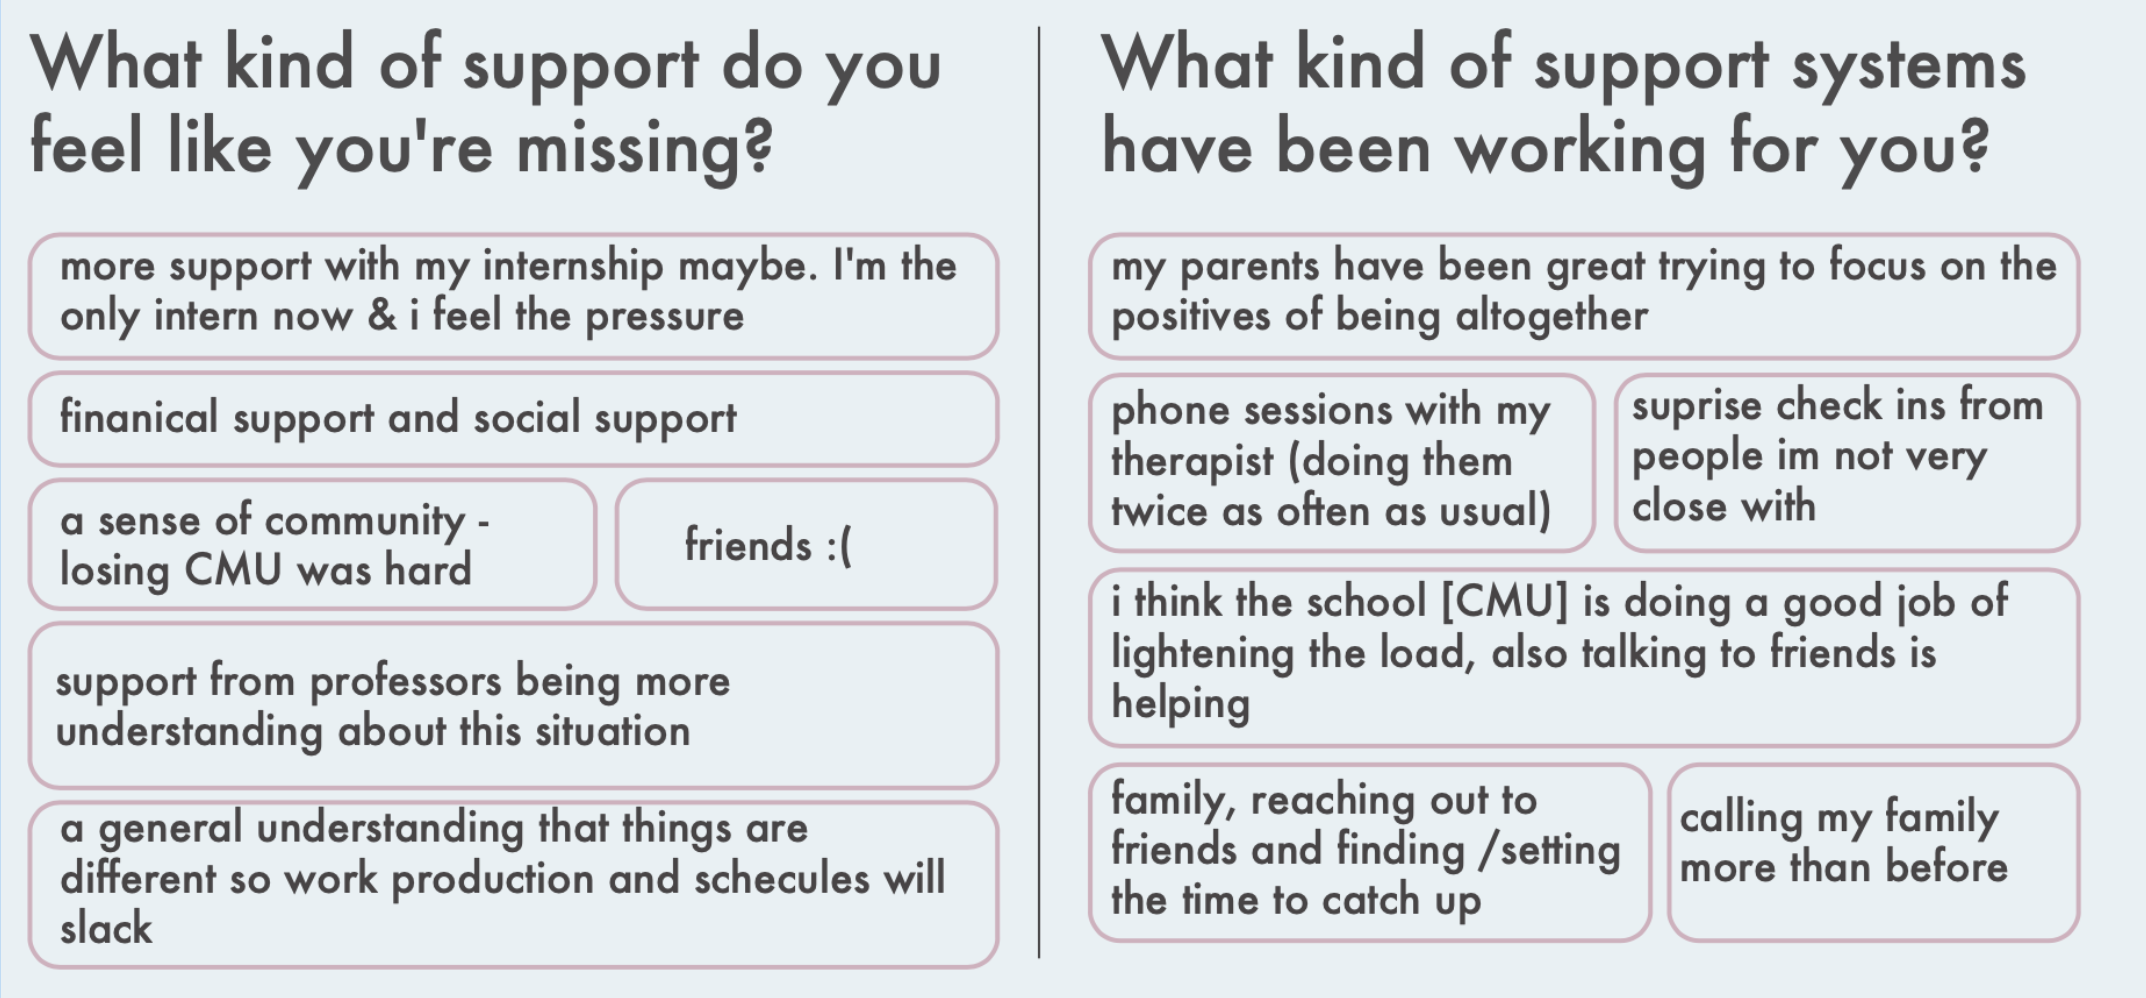 What kind of support do you
feel like you're missing?
more support with my internship maybe. I'm the
only intern now & i feel the pressure
finanical support and social support
a sense of community -
losing CMU was hard
friends :(
support from professors being more
understanding about this situation
a general understanding that things are
different so work production and schecules will
slack
What kind of support systems
have been working for you?
my parents have been great trying to focus on the
positives of being altogether
phone sessions with my
therapist (doing them
twice as often as usual)
suprise check ins from
people im not very
close with
i think the school [CMU] is doing a good job of
lightening the load, also talking to friends is
helping
family, reaching out to
friends and finding /setting
the time to catch up
calling my family
more than before